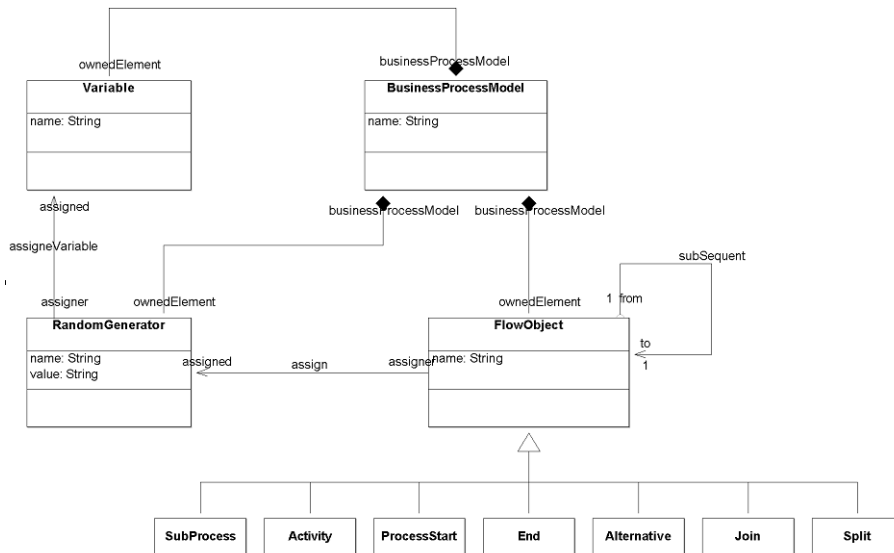 ownedElement
businessProcessModel
Variable
BusinessProcessModel
name: String
name: String
assigned
businessProcessModel
businessProcessModel
assigneVariable
subSequent
assigner
ownedElement
ownedElement
1 from
RandomGenerator
FlowObject
name: String
value: String
assigned
assign
assigner
name: String
to
1
SubProcess
Activity
ProcessStart
End
Alternative
Join
Split